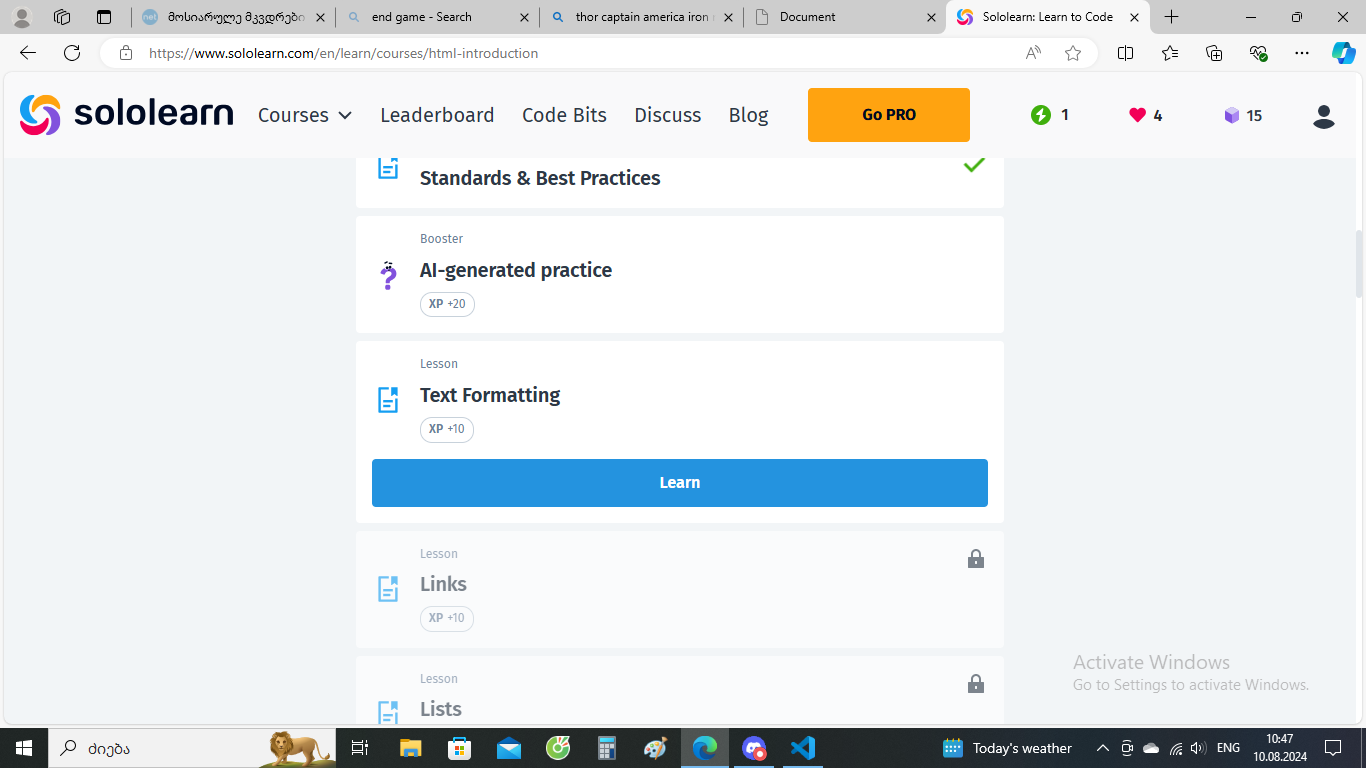 მოსიარულე მკვდრები
end game - Search
thor captain america iron
Document
Sololearn: Learn to Code
https://www.sololearn.com/en/learn/courses/html-introduction
sololearn
Courses
Leaderboard
Code Bits
Discuss
Blog
Go PRO
1
4
15
Standards & Best Practices
Booster
AI-generated practice
XP +20
Lesson
Text Formatting
XP +10
Learn
Lesson
Links
XP +10
Lesson
Lists
Activate Windows
Go to Settings to activate Windows.
ძიება
Today's weather
ENG
10:47
10.08.2024